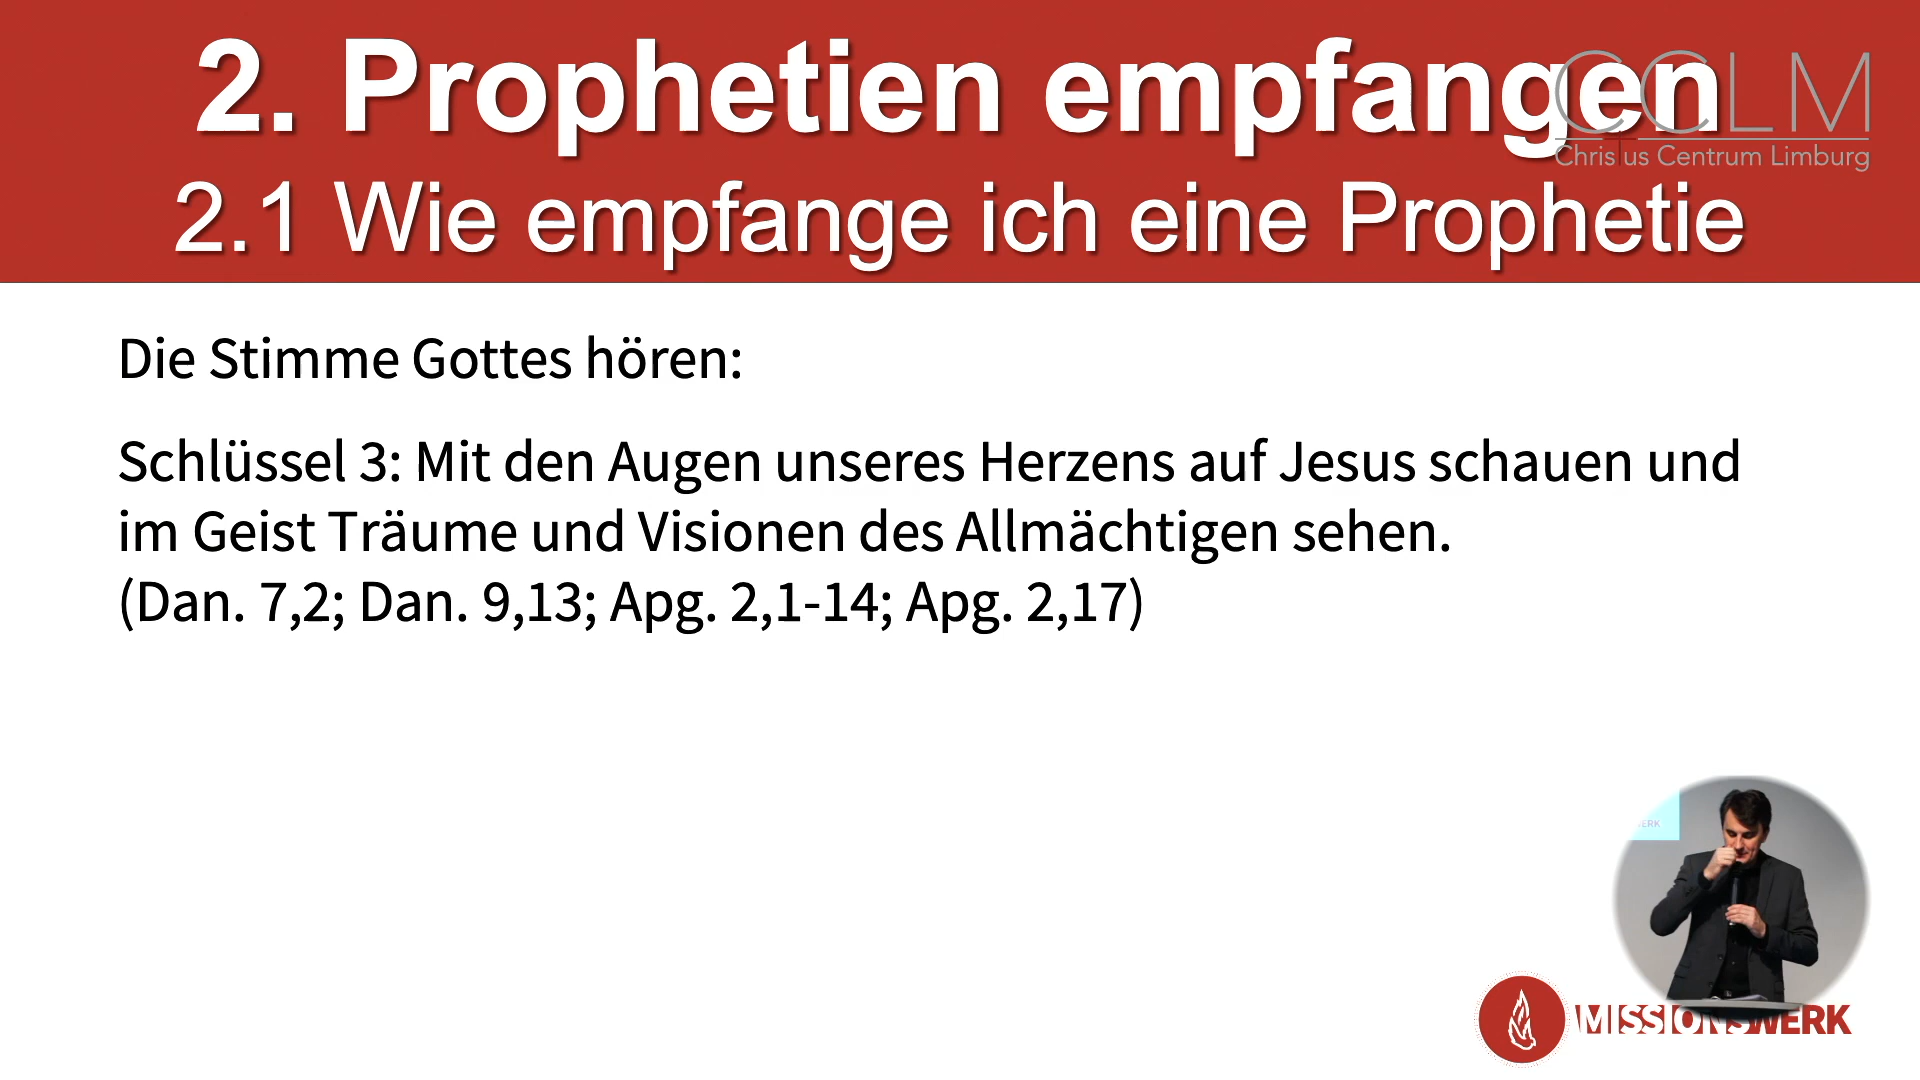 2. Prophetien empfangen
CCLM
Christus Centrum Limburg
2.1 Wie empfange ich eine Prophetie
Die Stimme Gottes hören:
Schlüssel 3: Mit den Augen unseres Herzens auf Jesus schauen und
im Geist Träume und Visionen des Allmächtigen sehen.
(Dan. 7,2; Dan. 9,13; Apg. 2,1-14; Apg. 2,17)
ERK
MISSIONSWERK